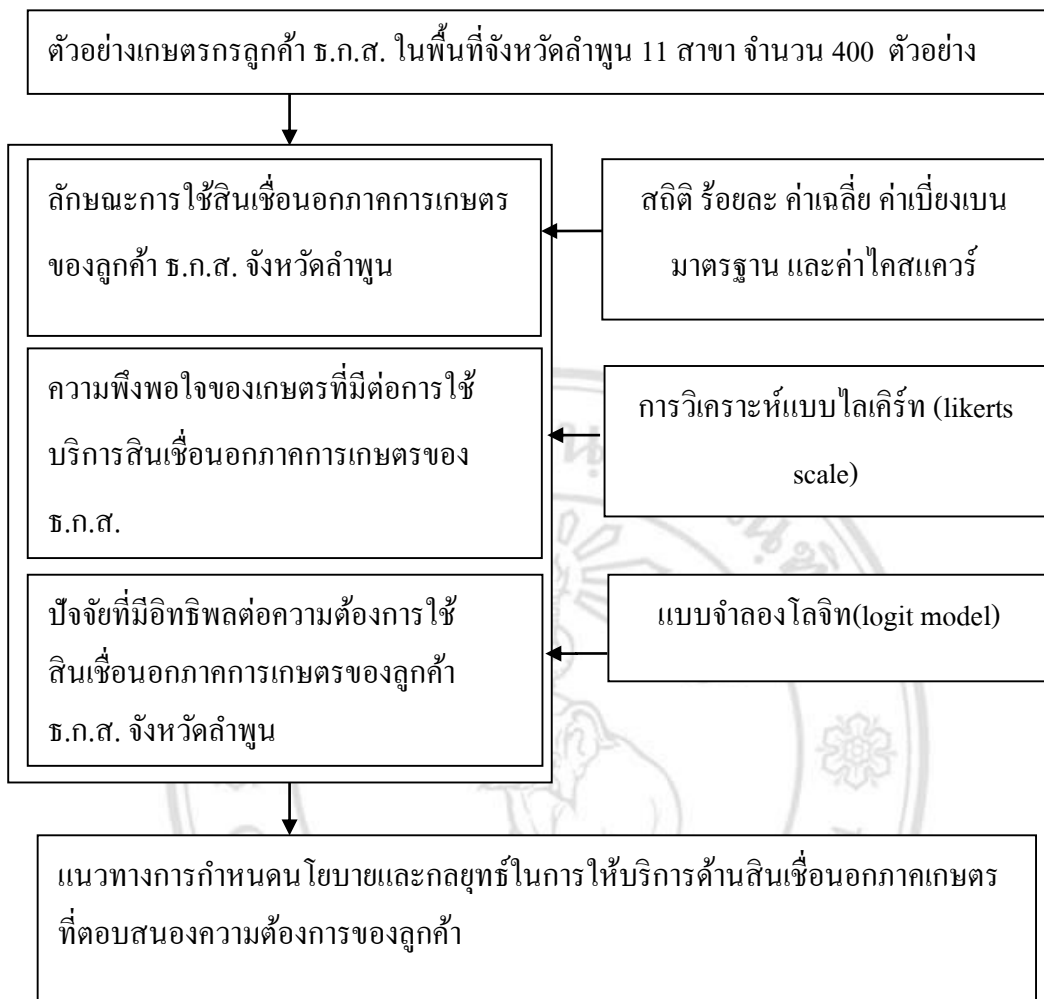 ตัวอย่างเกษตรกรลูกค้า ธ.ก.ส. ในพื้นที่จังหวัดลำพูน 11 สาขา จำนวน 400 ตัวอย่าง
ลักษณะการใช้สินเชื่อนอกภาคการเกษตร
ของลูกค้า ธ.ก.ส. จังหวัดลำพูน
สถิติ ร้อยละ ค่าเฉลี่ย ค่าเบี่ยงเบน
มาตรฐาน และค่าไคสแควร์
ความพึงพอใจของเกษตรที่มีต่อการใช้
บริการสินเชื่อนอกภาคการเกษตรของ
ธ.ก.ส.
การวิเคราะห์แบบไลเคิร์ท (likerts
scale)
ปัจจัยที่มีอิทธิพลต่อความต้องการใช้
สินเชื่อนอกภาคการเกษตรของลูกค้า
ธ.ก.ส. จังหวัดลำพูน
แบบจำลองโลจิท(logit model)
แนวทางการกำหนดนโยบายและกลยุทธ์ในการให้บริการด้านสินเชื่อนอกภาคเกษตร
ที่ตอบสนองความต้องการของลูกค้า